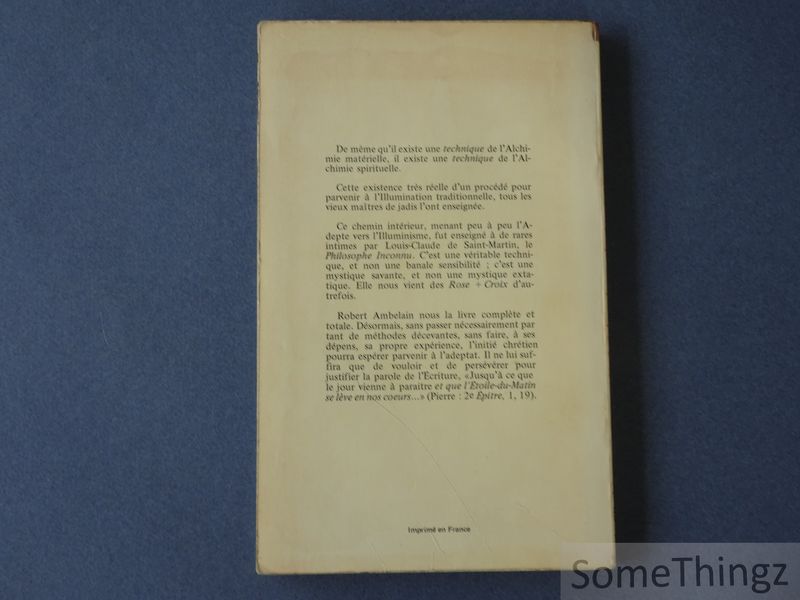 De même qu'il existe une technique de l'Alchi-
mie matérielle, il existe une technique de l'Al-
chimie spirituelle.
Cette existence très réelle d'un procédé pour
parvenir à l'Illumination traditionnelle, tous les
vieux maîtres de jadis l'ont enseignée.
Ce chemin intérieur, menant peu à peu l'A-
depte vers l'Illuminisme, fut enseigné à de rares
intimes par Louis-Claude de Saint-Martin, le
Philosophe Inconnu. C'est une véritable techni-
que, et non une banale sensibilité ; c'est une
mystique savante, et non une mystique exta-
tique. Elle nous vient des Rose + Croix d'au-
trefois.
Robert Ambelain nous la livre complète et
totale. Désormais, sans passer nécessairement par
tant de méthodes décevantes, sans faire, à ses
dépens, sa propre expérience, l'initié chrétien
pourra espérer parvenir à l'adeptat. Il ne lui suf-
fira que de vouloir et de persévérer pour
justifier la parole de l'Écriture, «Jusqu'à ce que
le jour vienne à paraître et que l'Etoile-du-Matin
se lève en nos coeurs...» (Pierre : 2e Epitre, 1, 19).
Imprimé en France
SomeThingz